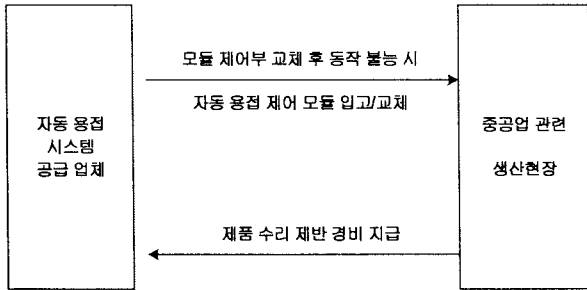 모듈 제어부 교체 후 동작 불능 시
자동 용접 제어 모듈 입고/교체
자동 용접
시스템
공급 업체
중공업 관련
생산현장
제품 수리 제반 경비 지급